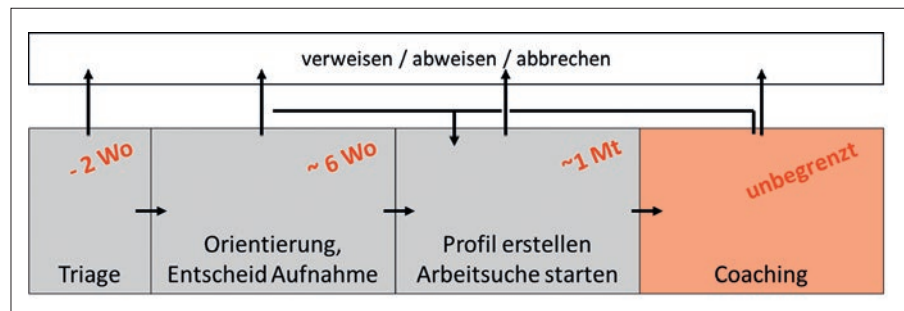 verweisen / abweisen / abbrechen
- 2 Wo
~ 6 Wo
~1 Mt
unbegrenzt
Triage
Orientierung,
Entscheid Aufnahme
Profil erstellen
Arbeitsuche starten
Coaching